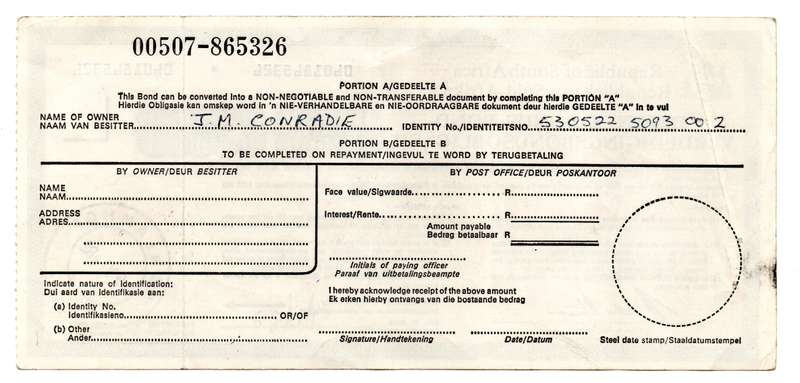 00507-865326
PORTION A/GEDEELTE A
This Bond can be converted into a NON-NEGOTIABLE and NON-TRANSFERABLE document by completing this PORTION "A"
Hierdie Obligasie kan omskep word in 'n NIE-VERHANDELBARE en NIE-OORDRAAGBARE dokument deur hierdie GEDEELTE "A" in te vul
NAME OF OWNER
NAAM VAN BESITTER J.M. CONRADIE IDENTITY No./IDENTITEITSNO. 530522 5093 00 2
PORTION B/GEDEELTE B
TO BE COMPLETED ON REPAYMENT/INGEVUL TE WORD BY TERUGBETALING
BY OWNER/DEUR BESITTER
NAME
NAAM
ADDRESS
ADRES
Indicate nature of identification:
Dui aard van identifikasie aan:
(a) Identity No.
Identifikasieno. OR/OF
(b) Other
Ander
BY POST OFFICE/DEUR POSKANTOOR
Face value/Sigwaarde R
Interest/Rente R
Amount payable
Bedrag betaalbaar R
Initials of paying officer
Paraaf van uitbetalingsbeampte
I hereby acknowledge receipt of the above amount
Ek erken hierby ontvangs van die bostaande bedrag
Signature/Handtekening Date/Datum Steel date stamp/Staaldatumstempel